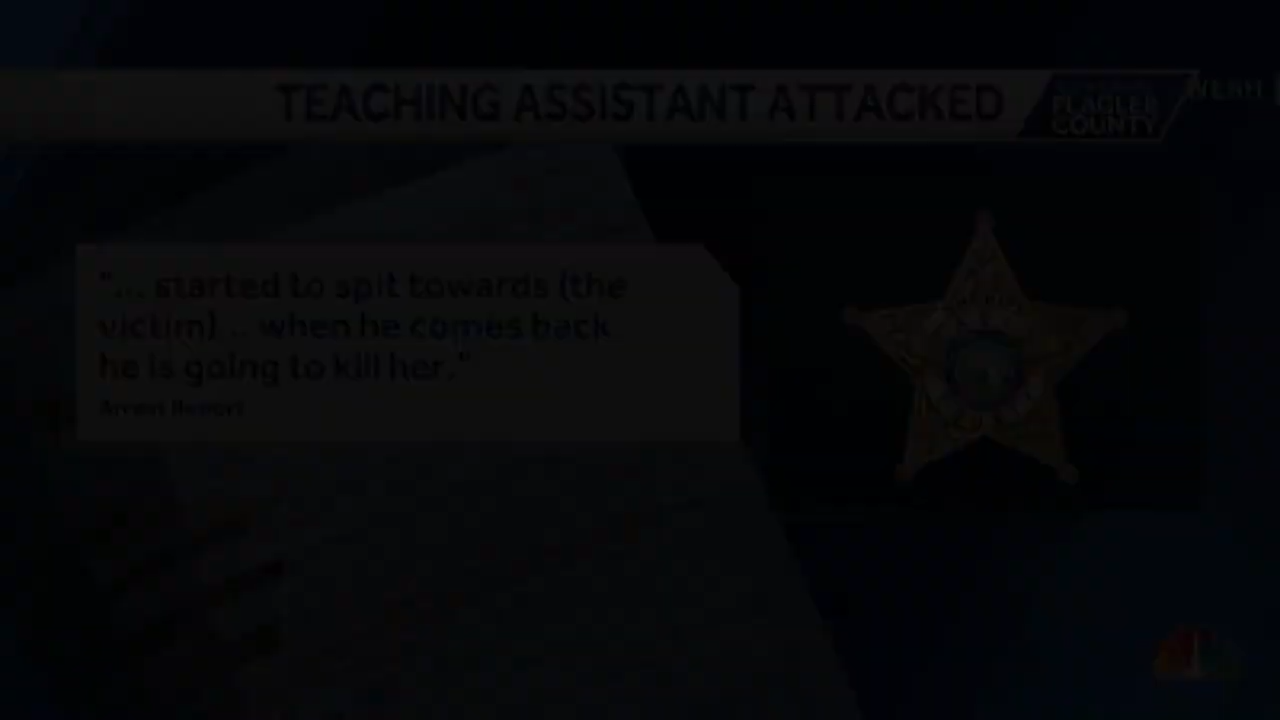 TEACHING ASSISTANT ATTACKED
FLAGLER
COUNTY
"... started to spit towards (the
victim)... when he comes back
he is going to kill her."
Arrest Report